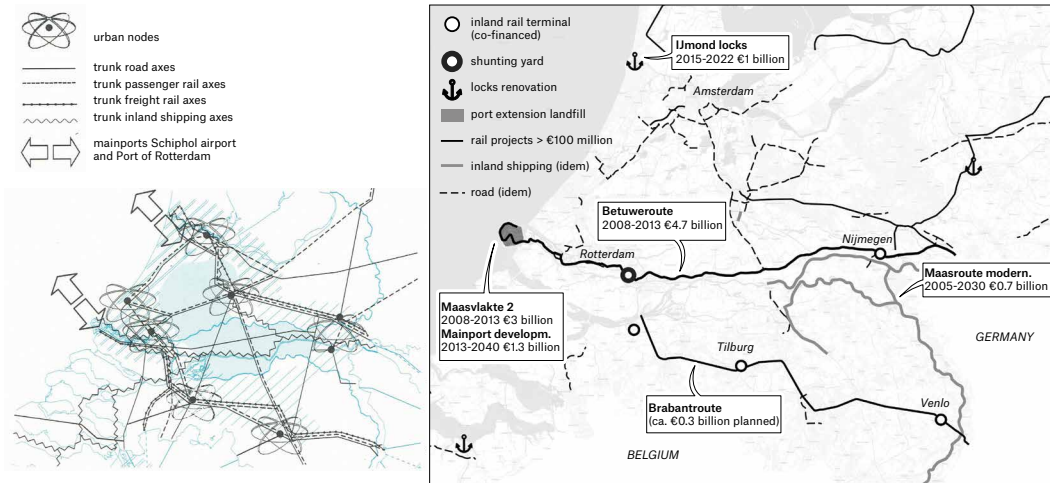 urban nodes
trunk road axes
trunk passenger rail axes
trunk freight rail axes
trunk inland shipping axes
mainports Schiphol airport
and Port of Rotterdam
inland rail terminal
(co-financed)
shunting yard
locks renovation
port extension landfill
rail projects > €100 million
inland shipping (idem)
road (idem)
IJmond locks
2015-2022 €1 billion
Amsterdam
Betuweroute
2008-2013 €4.7 billion
Rotterdam
Nijmegen
Maasroute modern.
2005-2030 €0.7 billion
Maasvlakte 2
2008-2013 €3 billion
Mainport developm.
2013-2040 €1.3 billion
GERMANY
Tilburg
Brabantroute
(ca. €0.3 billion planned)
Venlo
BELGIUM